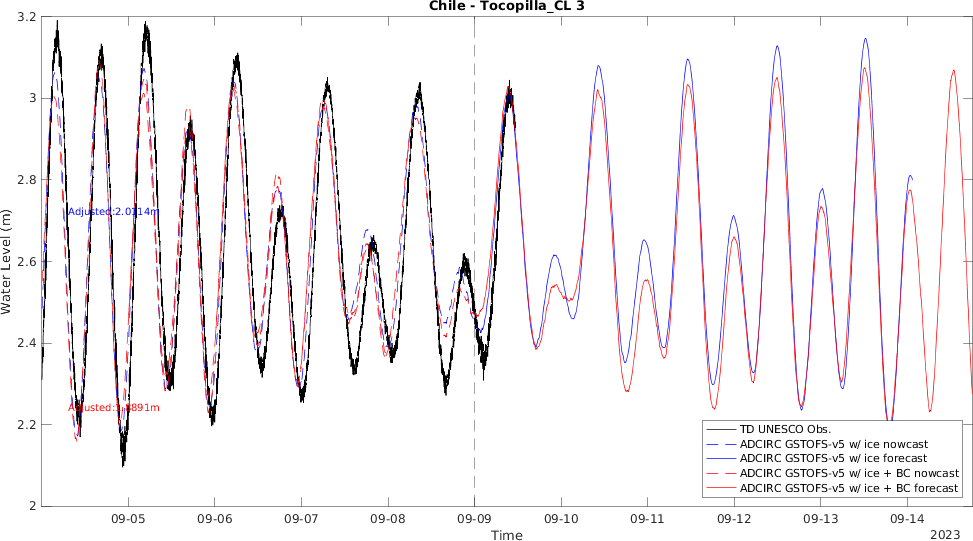 Chile - Tocopilla_CL 3
3.2
3
2.8
2.6
2.4
2.2
2
Water Level (m)
Adjusted:2.0114m
TD UNESCO Obs.
ADCIRC GSTOFS-v5 w/ ice nowcast
ADCIRC GSTOFS-v5 w/ ice forecast
ADCIRC GSTOFS-v5 w/ ice + BC nowcast
ADCIRC GSTOFS-v5 w/ ice + BC forecast
09-05
09-06
09-07
09-08
09-09
09-10
09-11
09-12
09-13
09-14
Time
2023